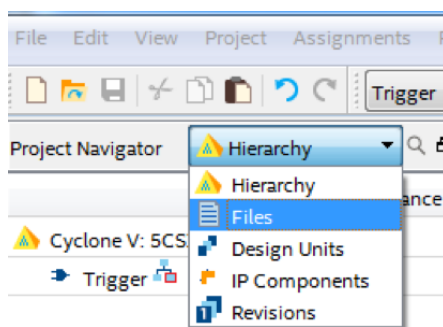 File Edit View Project Assignments
Trigger
Project Navigator Hierarchy
Hierarchy
Files
Cyclone V: 5CS
Design Units
Trigger
IP Components
Revisions